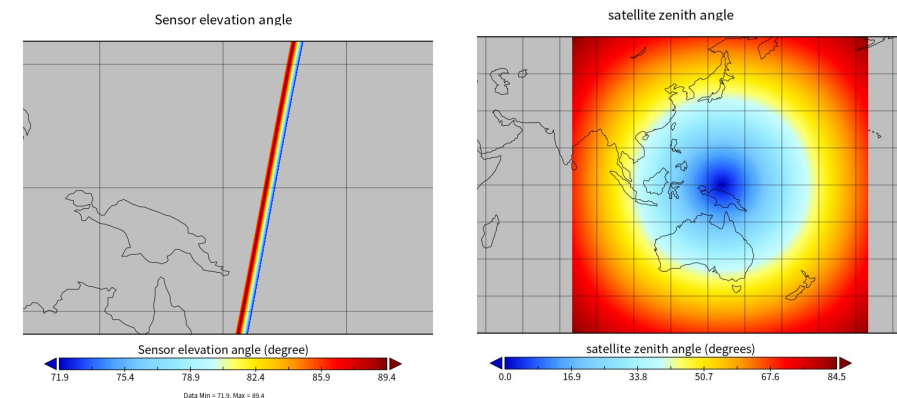 Sensor elevation angle
Sensor elevation angle (degree)
71.9 75.4 78.9 82.4 85.9 89.4
Data Min = 71.9, Max = 89.4
satellite zenith angle
satellite zenith angle (degrees)
0.0 16.9 33.8 50.7 67.6 84.5